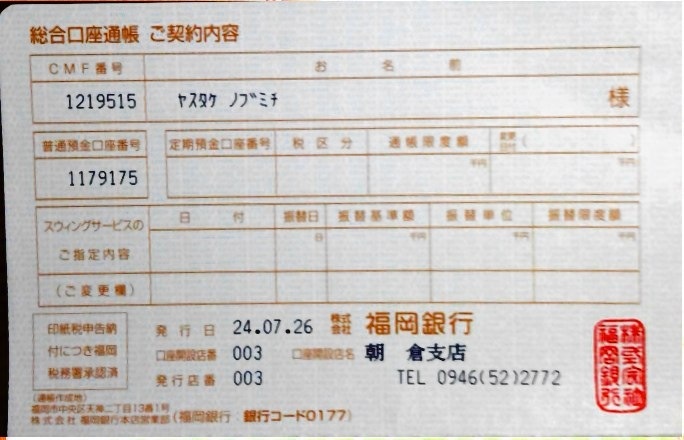 総合口座通帳 ご契約内容
CMF番号 お名前
1219515 ヤスタケ ノブミチ 様
普通預金口座番号 定期預金口座番号 税区分 通帳限度額 変更日付( )
千円 千円
1179175
スウィングサービスの 日付 振替日 振替基準額 振替単位 振替限度額
ご指定内容 日 千円 千円 千円
(ご変更欄)
印紙税申告納 発行日 24.07.26 株式会社 福岡銀行
付につき福岡 口座開設店番 003 口座開設店名 朝 倉支店
税務署承認済 発行店番 003 TEL 0946(52)2772
(通帳作成地)
福岡市中央区天神二丁目13番1号
株式会社 福岡銀行本店営業部(福岡銀行 銀行コード0177)